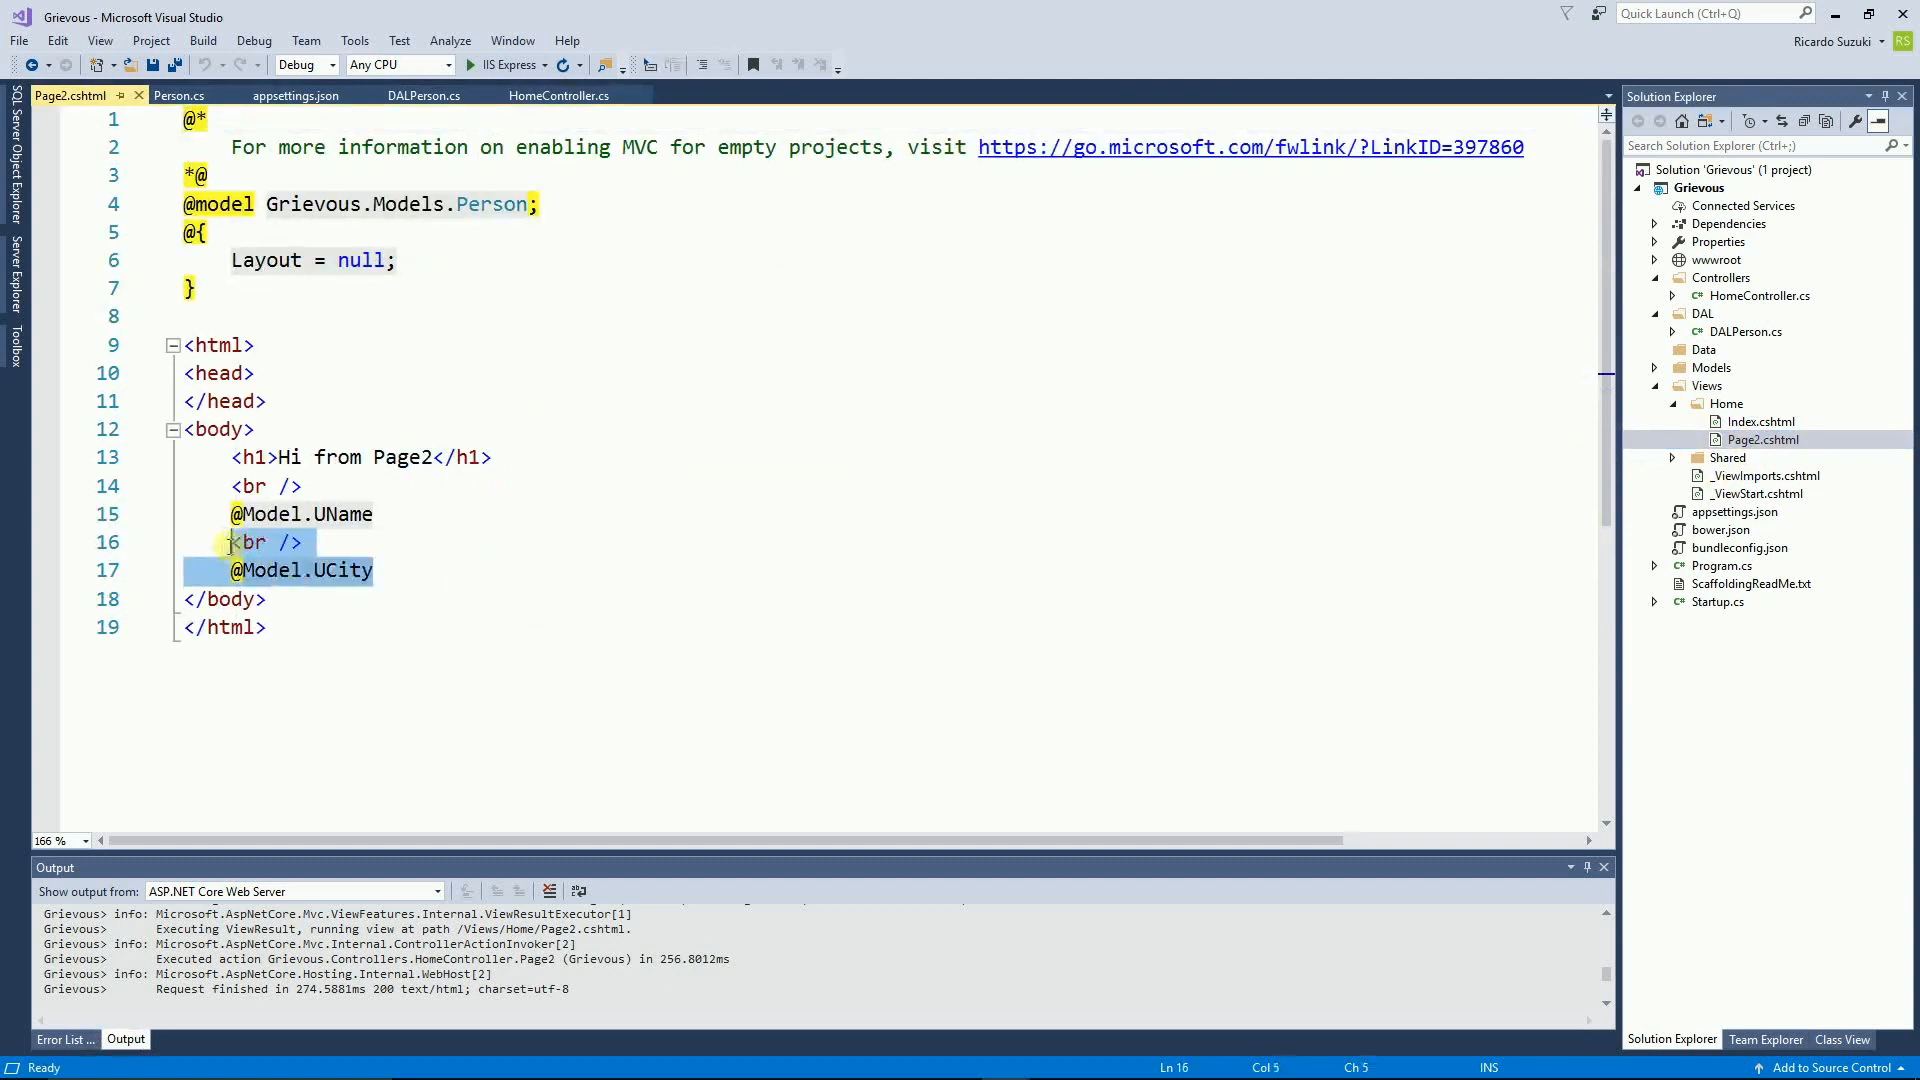 Grievous - Microsoft Visual Studio
Quick Launch (Ctrl+Q)
File Edit View Project Build Debug Team Tools Test Analyze Window Help
Ricardo Suzuki RS
Debug Any CPU IIS Express
Page2.cshtml Person.cs appsettings.json DALPerson.cs HomeController.cs
SQL Server Object Explorer
Server Explorer
Toolbox
1 @*
2 For more information on enabling MVC for empty projects, visit https://go.microsoft.com/fwlink/?LinkID=397860
3 *@
4 @model Grievous.Models.Person;
5 @{
6 Layout = null;
7 }
8
9 <html>
10 <head>
11 </head>
12 <body>
13 <h1>Hi from Page2</h1>
14 <br />
15 @Model.UName
16 <br />
17 @Model.UCity
18 </body>
19 </html>
166 %
Output
Show output from: ASP.NET Core Web Server
Grievous> info: Microsoft.AspNetCore.Mvc.ViewFeatures.Internal.ViewResultExecutor[1]
Grievous> Executing ViewResult, running view at path /Views/Home/Page2.cshtml.
Grievous> info: Microsoft.AspNetCore.Mvc.Internal.ControllerActionInvoker[2]
Grievous> Executed action Grievous.Controllers.HomeController.Page2 (Grievous) in 256.8012ms
Grievous> info: Microsoft.AspNetCore.Hosting.Internal.WebHost[2]
Grievous> Request finished in 274.5881ms 200 text/html; charset=utf-8
Error List ... Output
Solution Explorer
Search Solution Explorer (Ctrl+;)
Solution 'Grievous' (1 project)
Grievous
Connected Services
Dependencies
Properties
wwwroot
Controllers
C# HomeController.cs
DAL
C# DALPerson.cs
Data
Models
Views
Home
Index.cshtml
Page2.cshtml
Shared
_ViewImports.cshtml
_ViewStart.cshtml
appsettings.json
bower.json
bundleconfig.json
C# Program.cs
ScaffoldingReadMe.txt
C# Startup.cs
Solution Explorer Team Explorer Class View
Ready Ln 16 Col 5 Ch 5 INS Add to Source Control